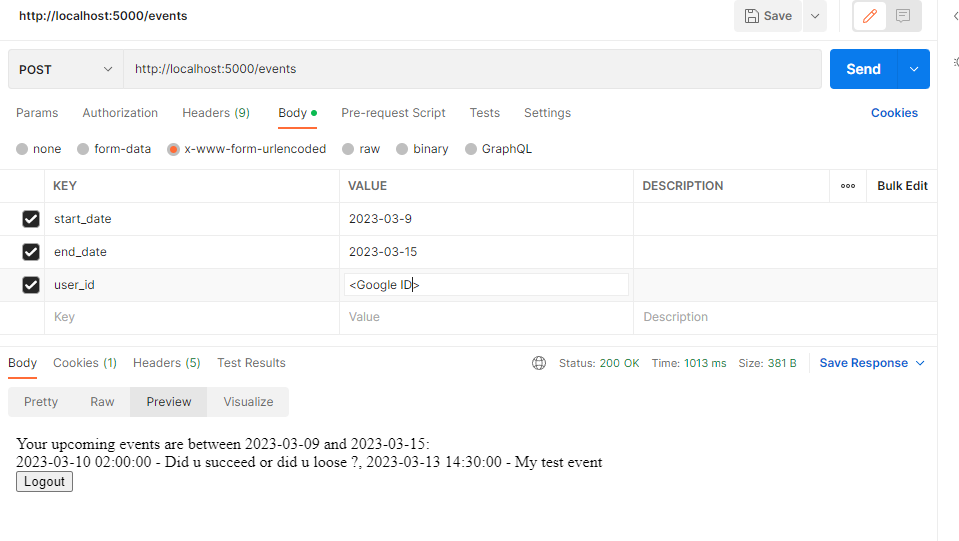 http://localhost:5000/events Save
POST http://localhost:5000/events Send
Params Authorization Headers (9) Body Pre-request Script Tests Settings Cookies
none form-data x-www-form-urlencoded raw binary GraphQL
KEY VALUE DESCRIPTION Bulk Edit
start_date 2023-03-9
end_date 2023-03-15
user_id <Google ID>
Key Value Description
Body Cookies (1) Headers (5) Test Results Status: 200 OK Time: 1013 ms Size: 381 B Save Response
Pretty Raw Preview Visualize
Your upcoming events are between 2023-03-09 and 2023-03-15:
2023-03-10 02:00:00 - Did u succeed or did u loose ?, 2023-03-13 14:30:00 - My test event
Logout